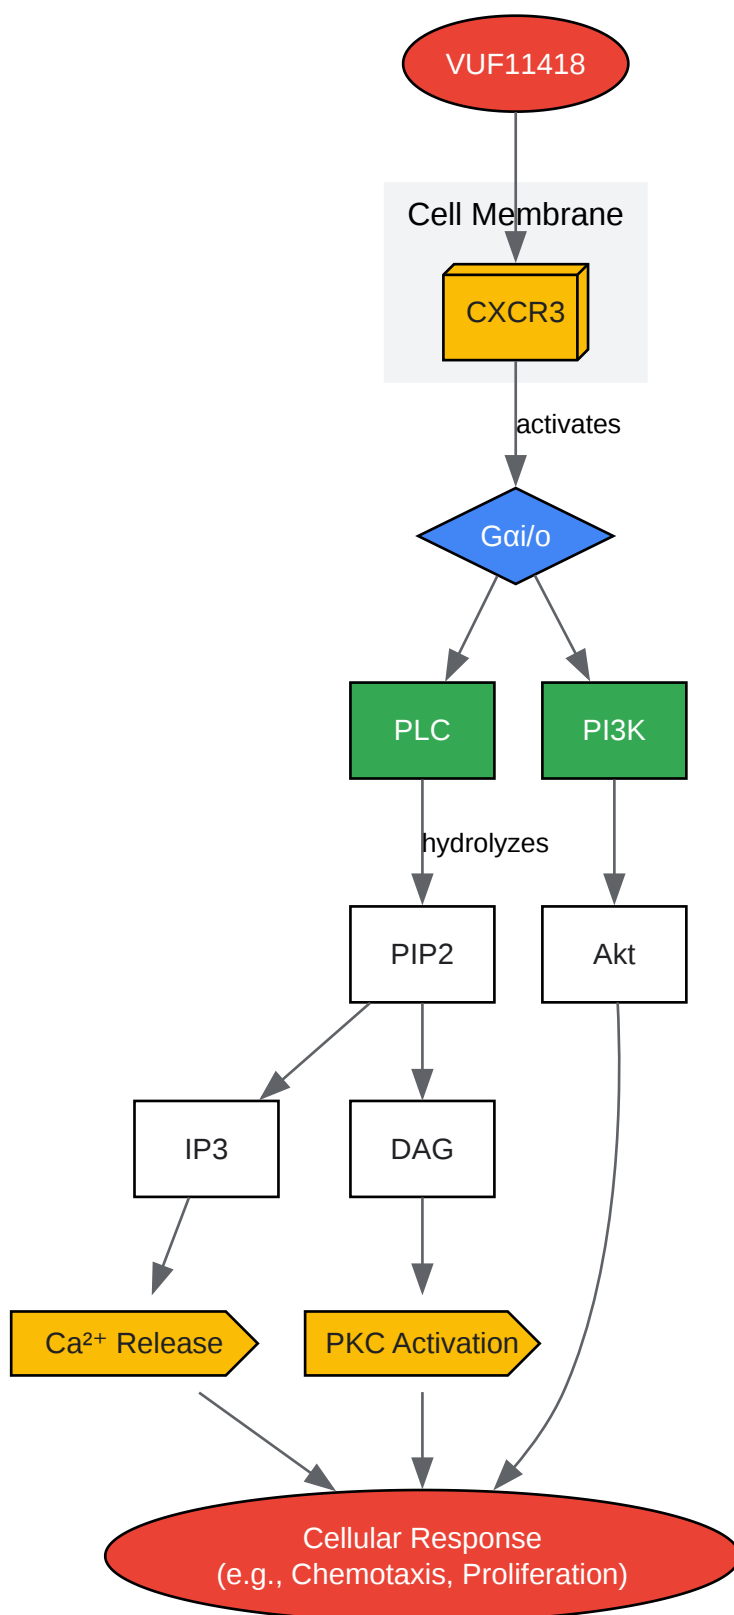 VUF11418
Cell Membrane
CXCR3
activates
Gαi/o
PLC
PI3K
hydrolyzes
PIP2
Akt
IP3
DAG
Ca²⁺ Release
PKC Activation
Cellular Response
(e.g., Chemotaxis, Proliferation)